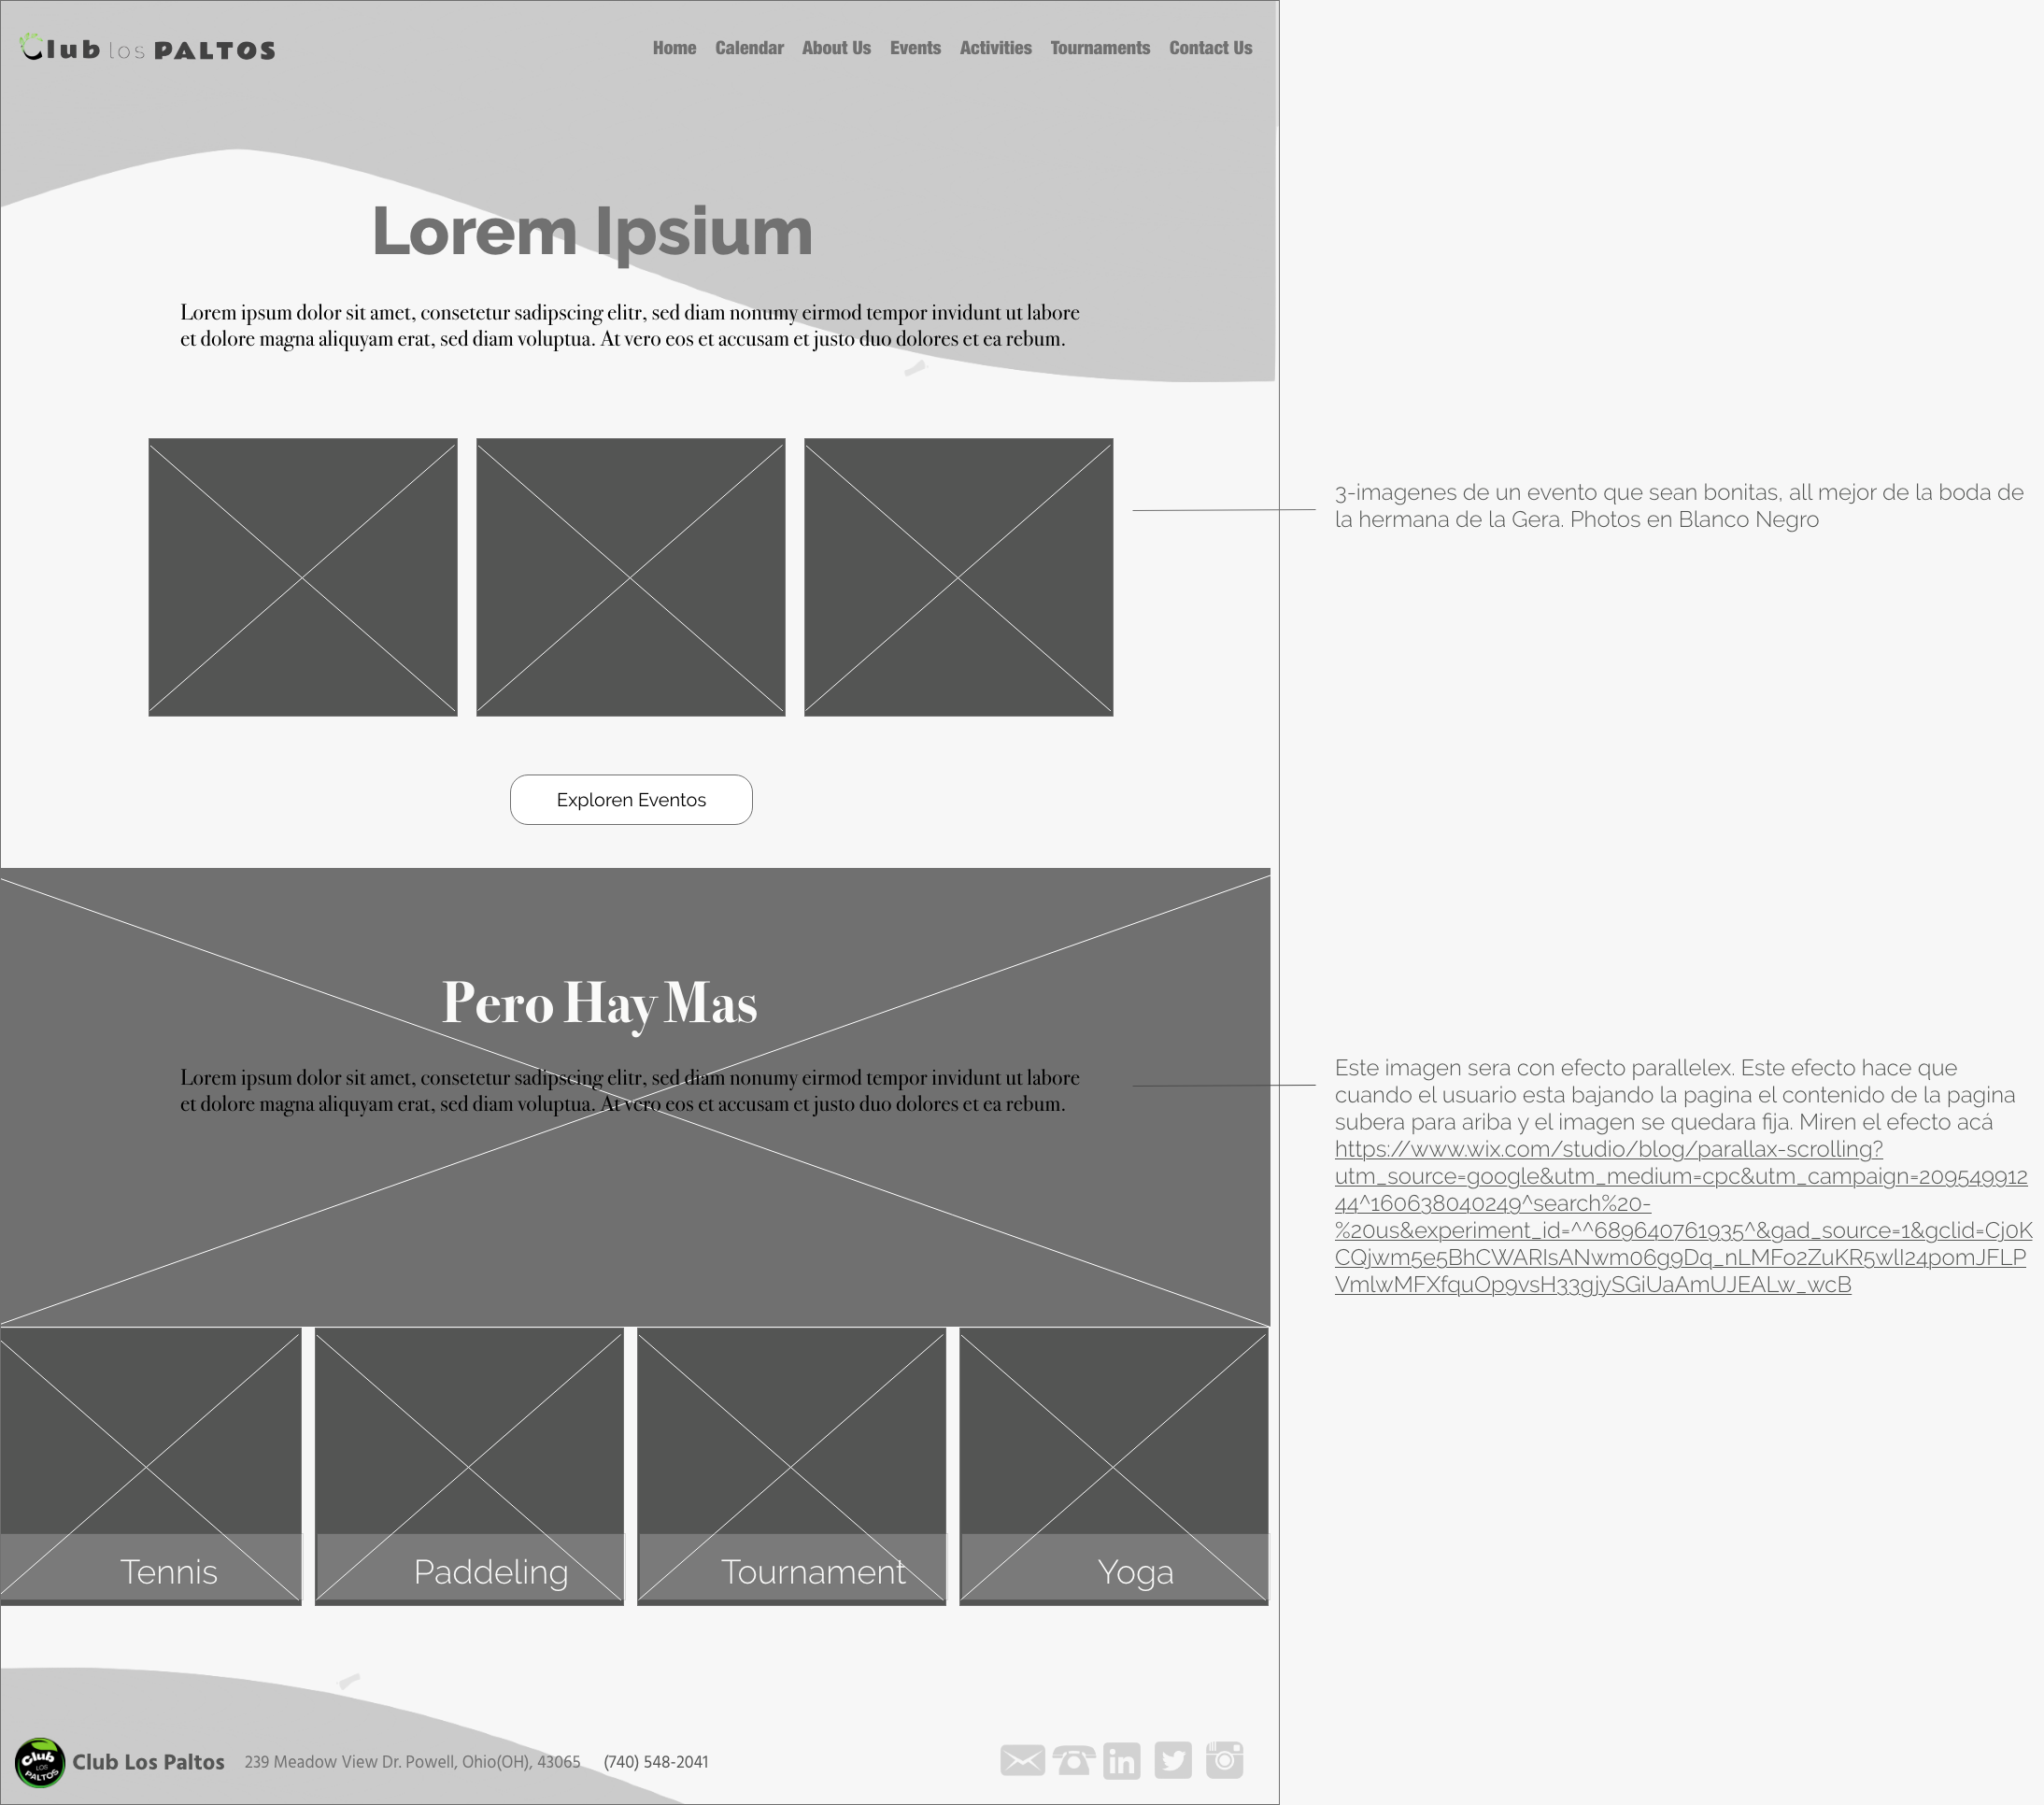 Club los PALTOS
Home Calendar About Us Events Activities Tournaments Contact Us
Lorem Ipsium
Lorem ipsum dolor sit amet, consetetur sadipscing elitr, sed diam nonumy eirmod tempor invidunt ut labore
et dolore magna aliquyam erat, sed diam voluptua. At vero eos et accusam et justo duo dolores et ea rebum.
3-imagenes de un evento que sean bonitas, all mejor de la boda de
la hermana de la Gera. Photos en Blanco Negro
Exploren Eventos
Pero Hay Mas
Lorem ipsum dolor sit amet, consetetur sadipscing elitr, sed diam nonumy eirmod tempor invidunt ut labore
et dolore magna aliquyam erat, sed diam voluptua. At vero eos et accusam et justo duo dolores et ea rebum.
Este imagen sera con efecto parallelex. Este efecto hace que
cuando el usuario esta bajando la pagina el contenido de la pagina
subera para ariba y el imagen se quedara fija. Miren el efecto acá
https://www.wix.com/studio/blog/parallax-scrolling?
utm_source=google&utm_medium=cpc&utm_campaign=209549912
44^160638040249^search%20-
%20us&experiment_id=^^689640761935^&gad_source=1&gclid=Cj0K
CQjwm5e5BhCWARIsANwm06g9Dq_nLMFo2ZuKR5wlI24pomJFLP
VmlwMFXfquOp9vsH33gjySGiUaAmUJEALw_wcB
Tennis
Paddeling
Tournament
Yoga
Club LOS PALTOS
Club Los Paltos 239 Meadow View Dr. Powell, Ohio(OH), 43065 (740) 548-2041
in